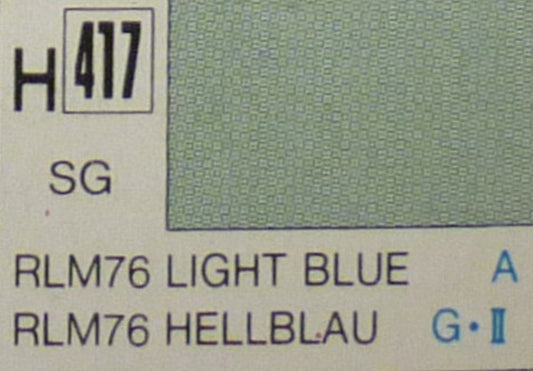 H 417
SG
RLM76 LIGHT BLUE A
RLM76 HELLBLAU G·II